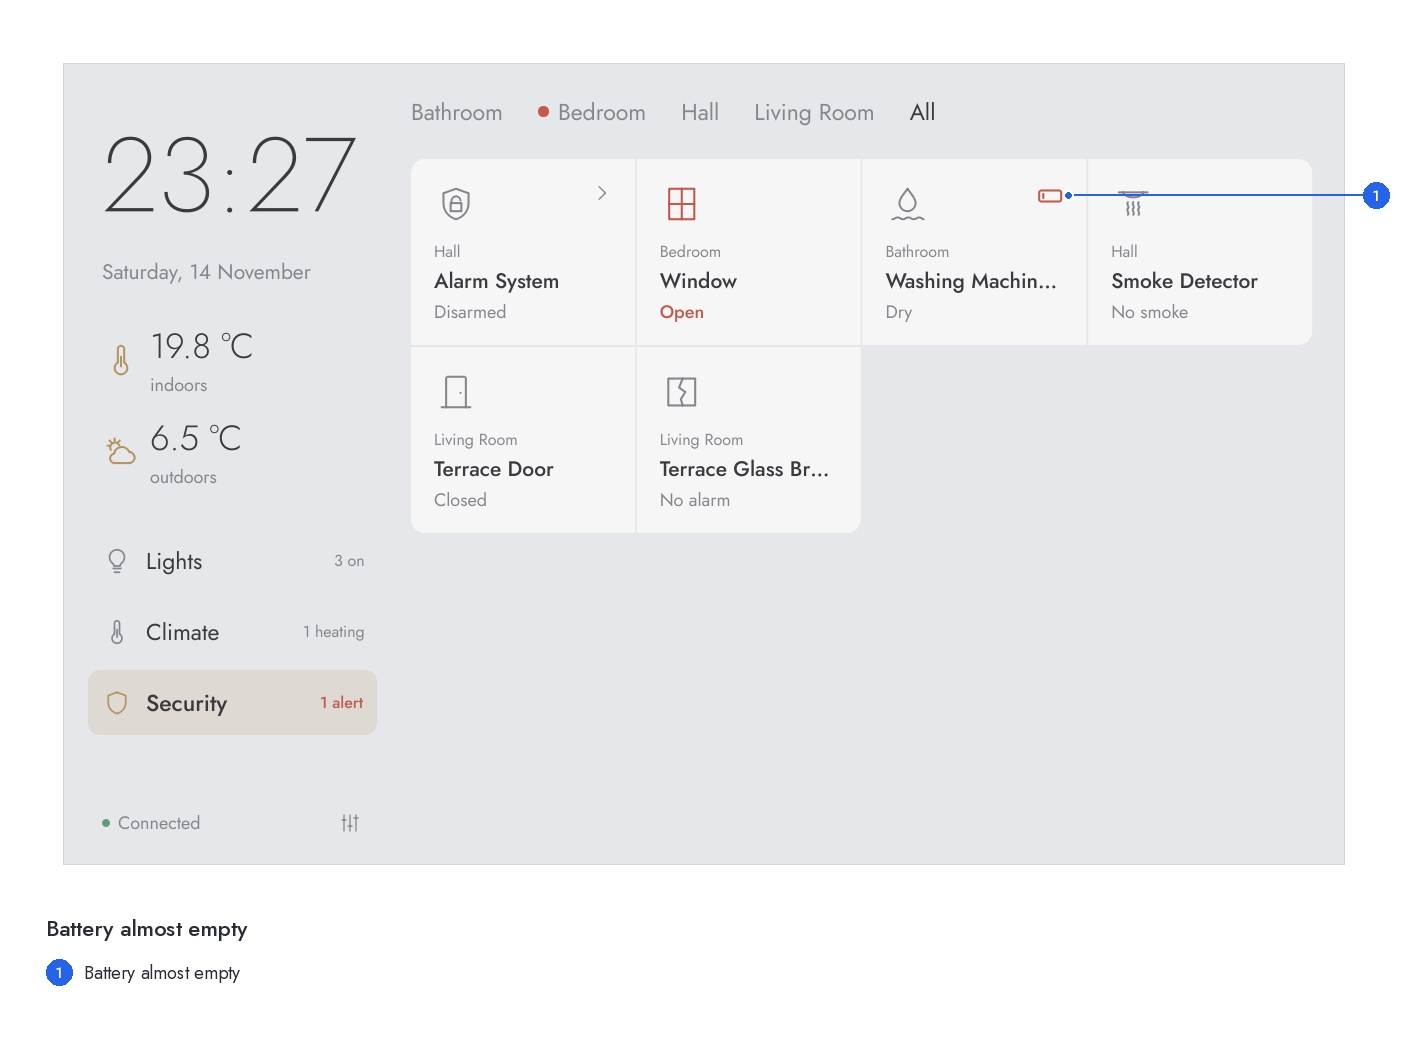 23:27
Saturday, 14 November
19.8 °C
indoors
6.5 °C
outdoors
Lights 3 on
Climate 1 heating
Security 1 alert
Connected
Bathroom Bedroom Hall Living Room All
Hall
Alarm System
Disarmed
Bedroom
Window
Open
Bathroom
Washing Machin...
Dry
Hall
Smoke Detector
No smoke
Living Room
Terrace Door
Closed
Living Room
Terrace Glass Br...
No alarm
1
Battery almost empty
1 Battery almost empty